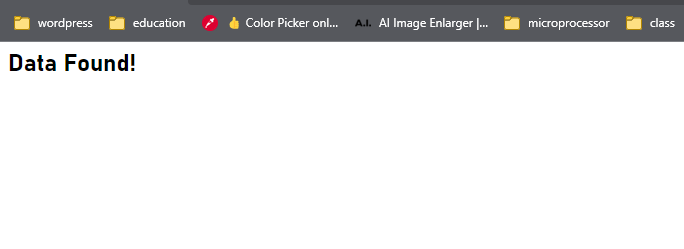 wordpress education 👍 Color Picker onl... A.I. AI Image Enlarger |... microprocessor class
Data Found!